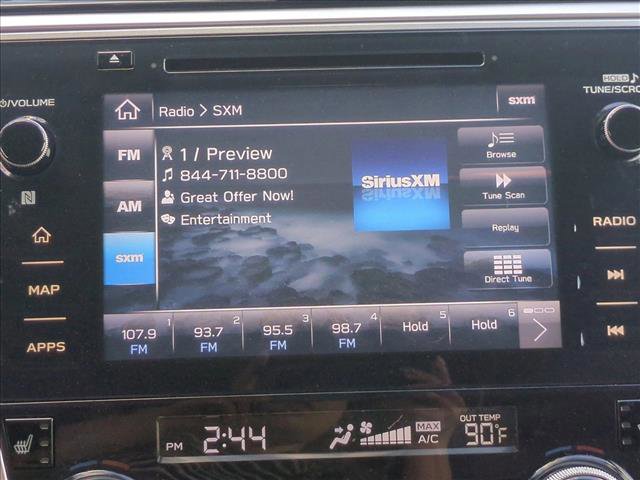 HOLD
/VOLUME
TUNE/SCRO
Radio > SXM
sxm
FM
AM
sxm
1 / Preview
844-711-8800
Great Offer Now!
Entertainment
SiriusXM
Browse
Tune Scan
Replay
Direct Tune
MAP
APPS
RADIO
1
107.9
FM
2
93.7
FM
3
95.5
FM
4
98.7
FM
5
Hold
6
Hold
PM 2:44
MAX
A/C
OUT TEMP
90°F